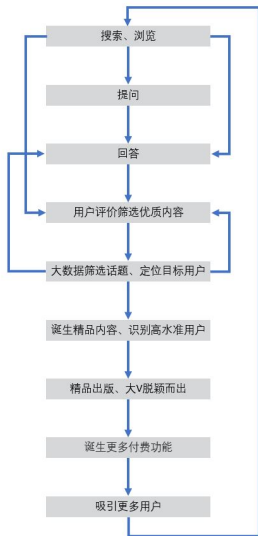 搜索、浏览
提问
回答
用户评价筛选优质内容
大数据筛选话题、定位目标用户
诞生精品内容、识别高水准用户
精品出版、大V脱颖而出
诞生更多付费功能
吸引更多用户